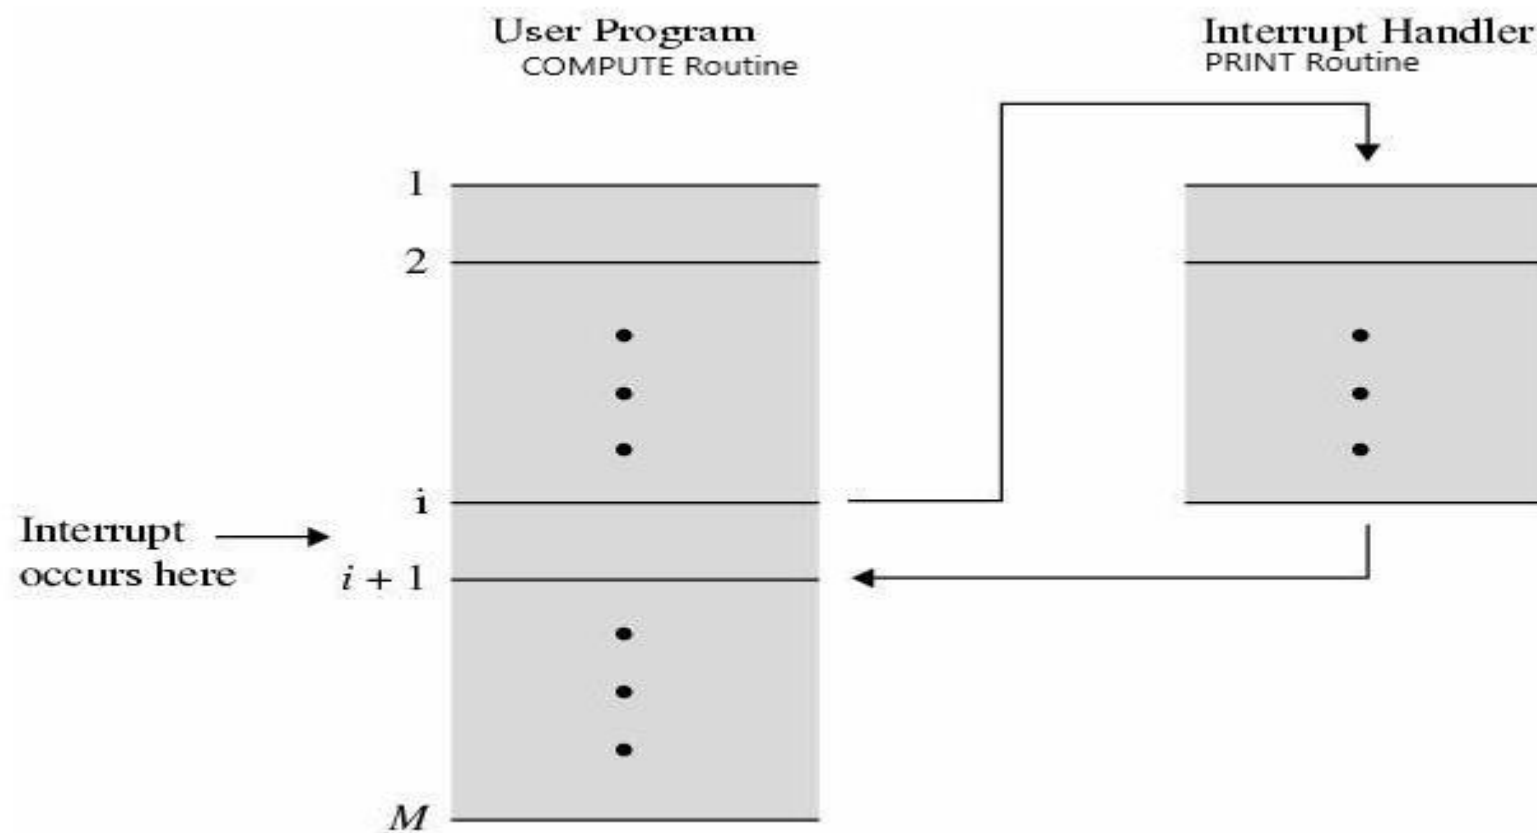 User Program
COMPUTE Routine
Interrupt Handler
PRINT Routine
1
2
i
Interrupt
occurs here
i + 1
M